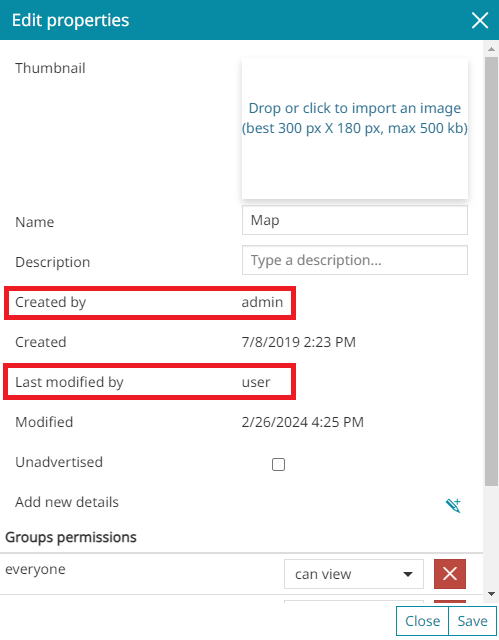 Edit properties
Thumbnail
Drop or click to import an image
(best 300 px X 180 px, max 500 kb)
Name Map
Description Type a description...
Created by admin
Created 7/8/2019 2:23 PM
Last modified by user
Modified 2/26/2024 4:25 PM
Unadvertised
Add new details
Groups permissions
everyone can view
Close Save